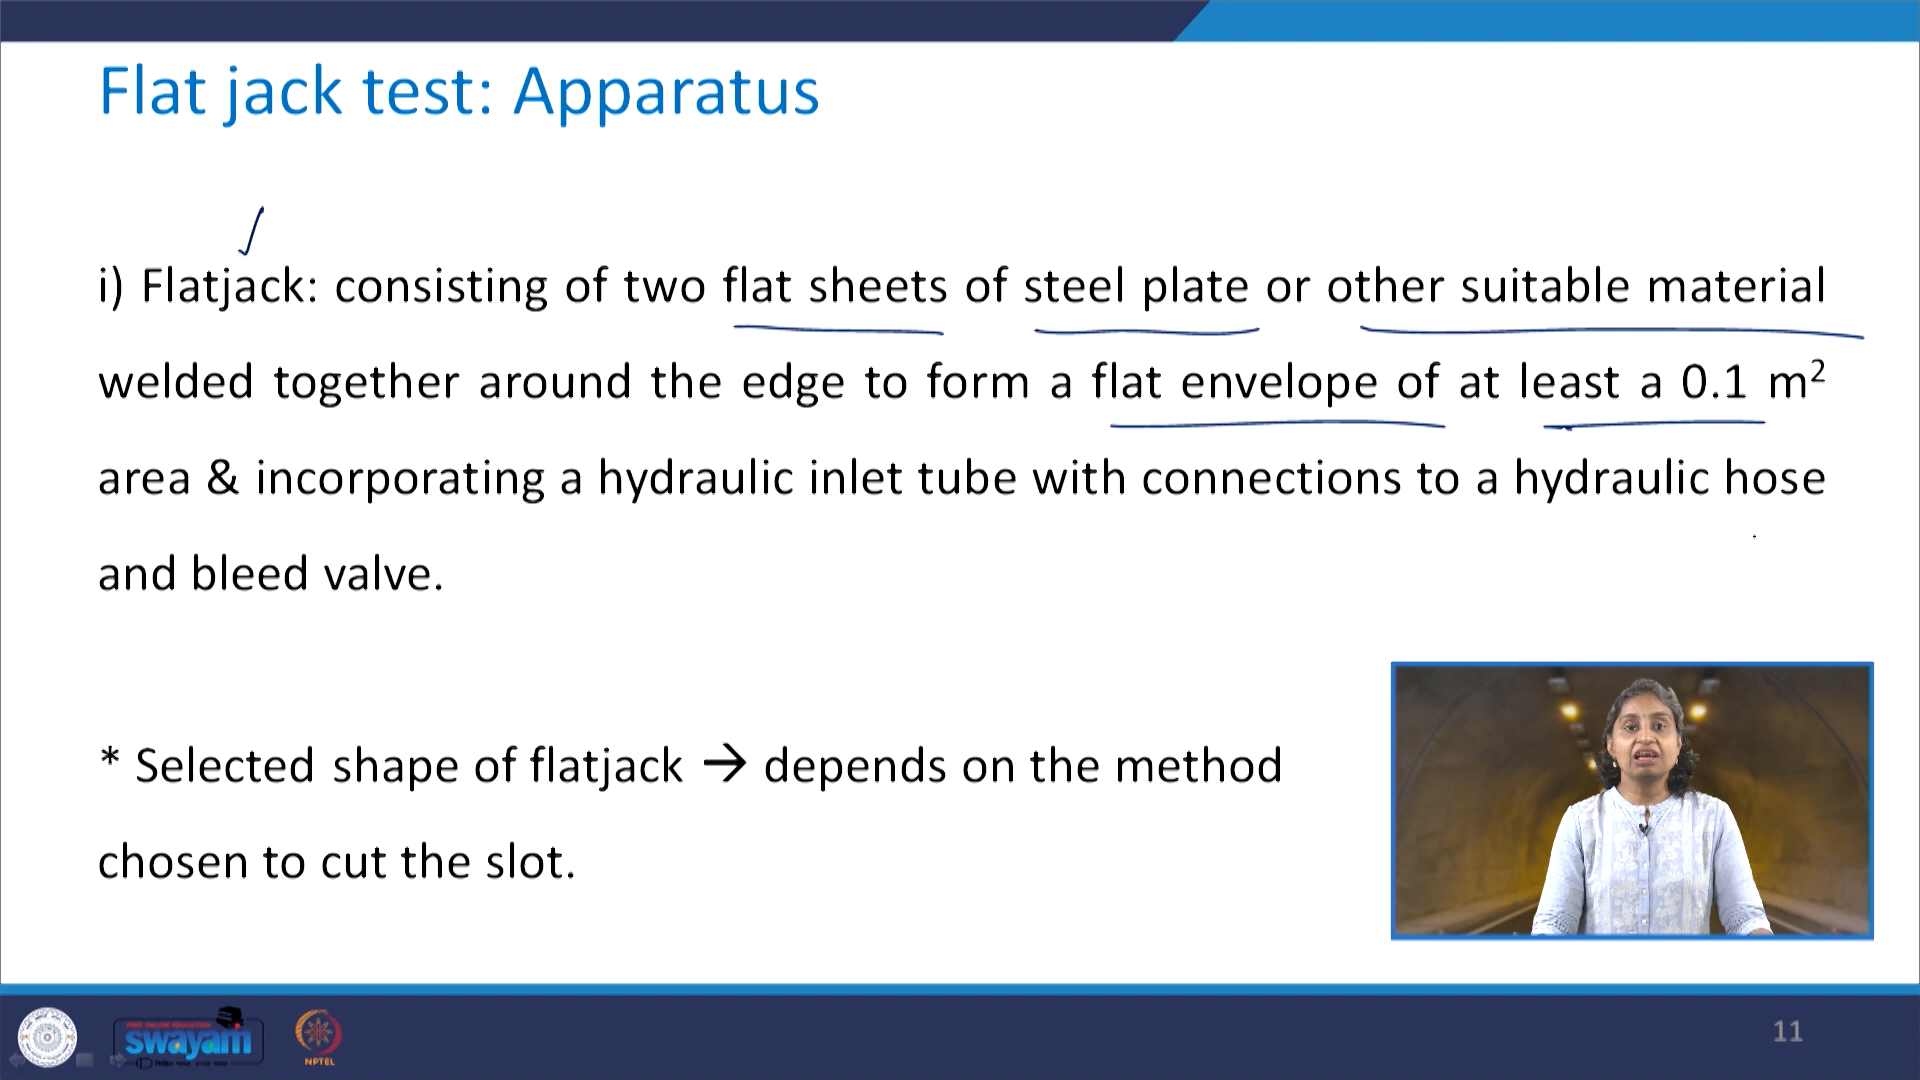 Flat jack test: Apparatus
i) Flatjack: consisting of two flat sheets of steel plate or other suitable material
welded together around the edge to form a flat envelope of at least a 0.1 m²
area & incorporating a hydraulic inlet tube with connections to a hydraulic hose
and bleed valve.
* Selected shape of flatjack → depends on the method
chosen to cut the slot.
FREE ONLINE EDUCATION
swayam
NPTEL
11